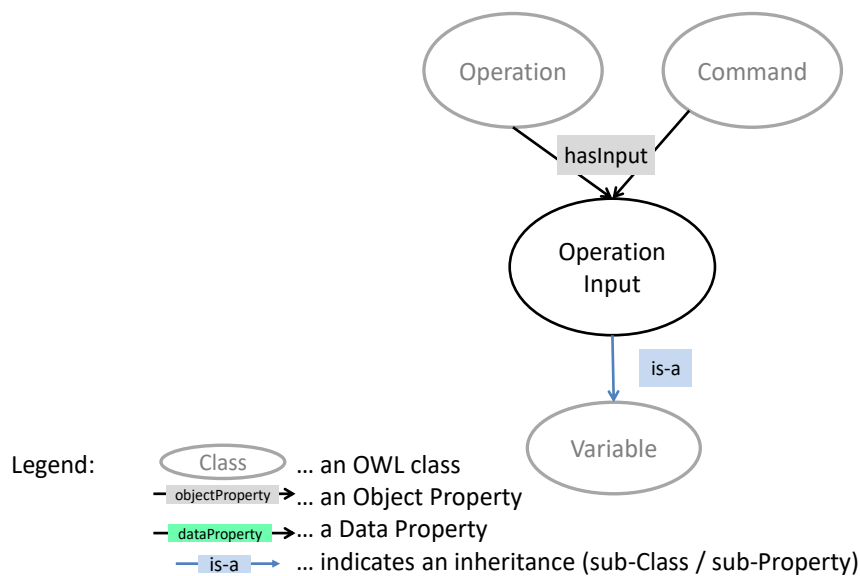 Operation
Command
hasInput
Operation
Input
is-a
Variable
Legend:
Class
... an OWL class
objectProperty
... an Object Property
dataProperty
... a Data Property
is-a
... indicates an inheritance (sub-Class / sub-Property)